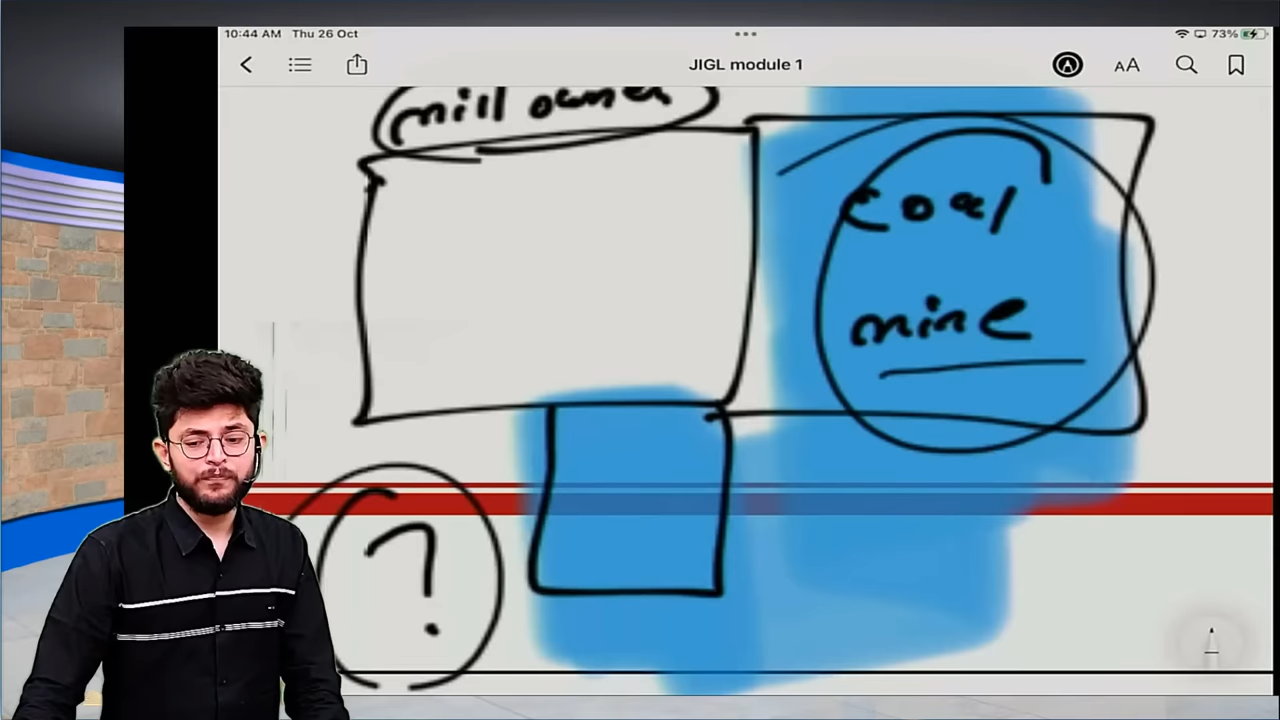 10:44 AM Thu 26 Oct
73%
JIGL module 1
AA
mill owner
coal
mine
?